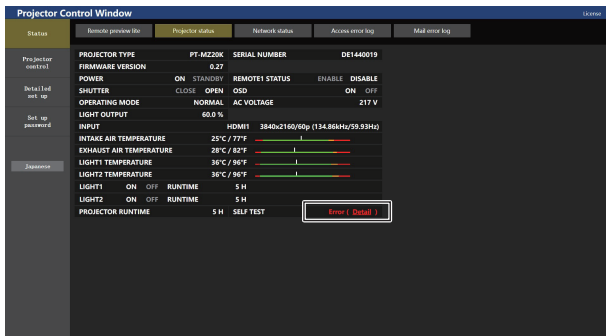 Projector Control Window
License
Status
Remote preview lite
Projector status
Network status
Access error log
Mail error log
Projector control
Detailed set up
Set up password
Japanese
PROJECTOR TYPE PT-MZ20K SERIAL NUMBER DE1440019
FIRMWARE VERSION 0.27
POWER ON STANDBY REMOTE1 STATUS ENABLE DISABLE
SHUTTER CLOSE OPEN OSD ON OFF
OPERATING MODE NORMAL AC VOLTAGE 217 V
LIGHT OUTPUT 60.0 %
INPUT HDMI1 3840x2160/60p (134.86kHz/59.93Hz)
INTAKE AIR TEMPERATURE 25°C / 77°F
EXHAUST AIR TEMPERATURE 28°C / 82°F
LIGHT1 TEMPERATURE 36°C / 96°F
LIGHT2 TEMPERATURE 36°C / 96°F
LIGHT1 ON OFF RUNTIME 5 H
LIGHT2 ON OFF RUNTIME 5 H
PROJECTOR RUNTIME 5 H SELF TEST Error ( Detail )